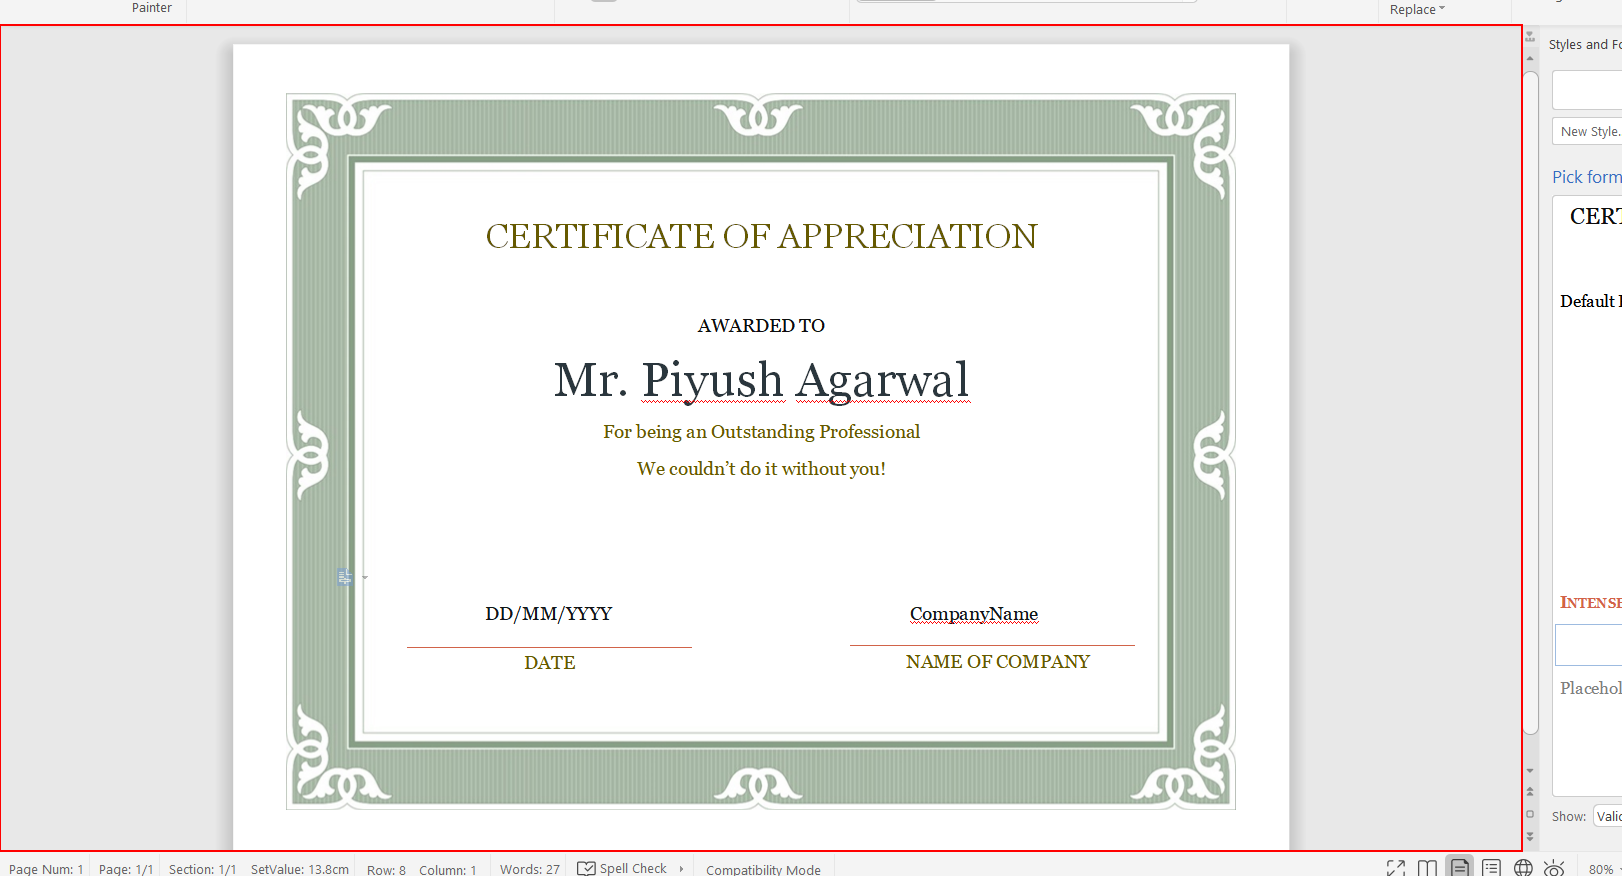 Painter
Replace
Styles and Fo
New Style.
Pick form
CERT
Default
INTENSE
Placehol
Show: Valid
CERTIFICATE OF APPRECIATION
AWARDED TO
Mr. Piyush Agarwal
For being an Outstanding Professional
We couldn't do it without you!
DD/MM/YYYY CompanyName
DATE NAME OF COMPANY
Page Num: 1 Page: 1/1 Section: 1/1 SetValue: 13.8cm Row: 8 Column: 1 Words: 27 Spell Check Compatibility Mode 80%